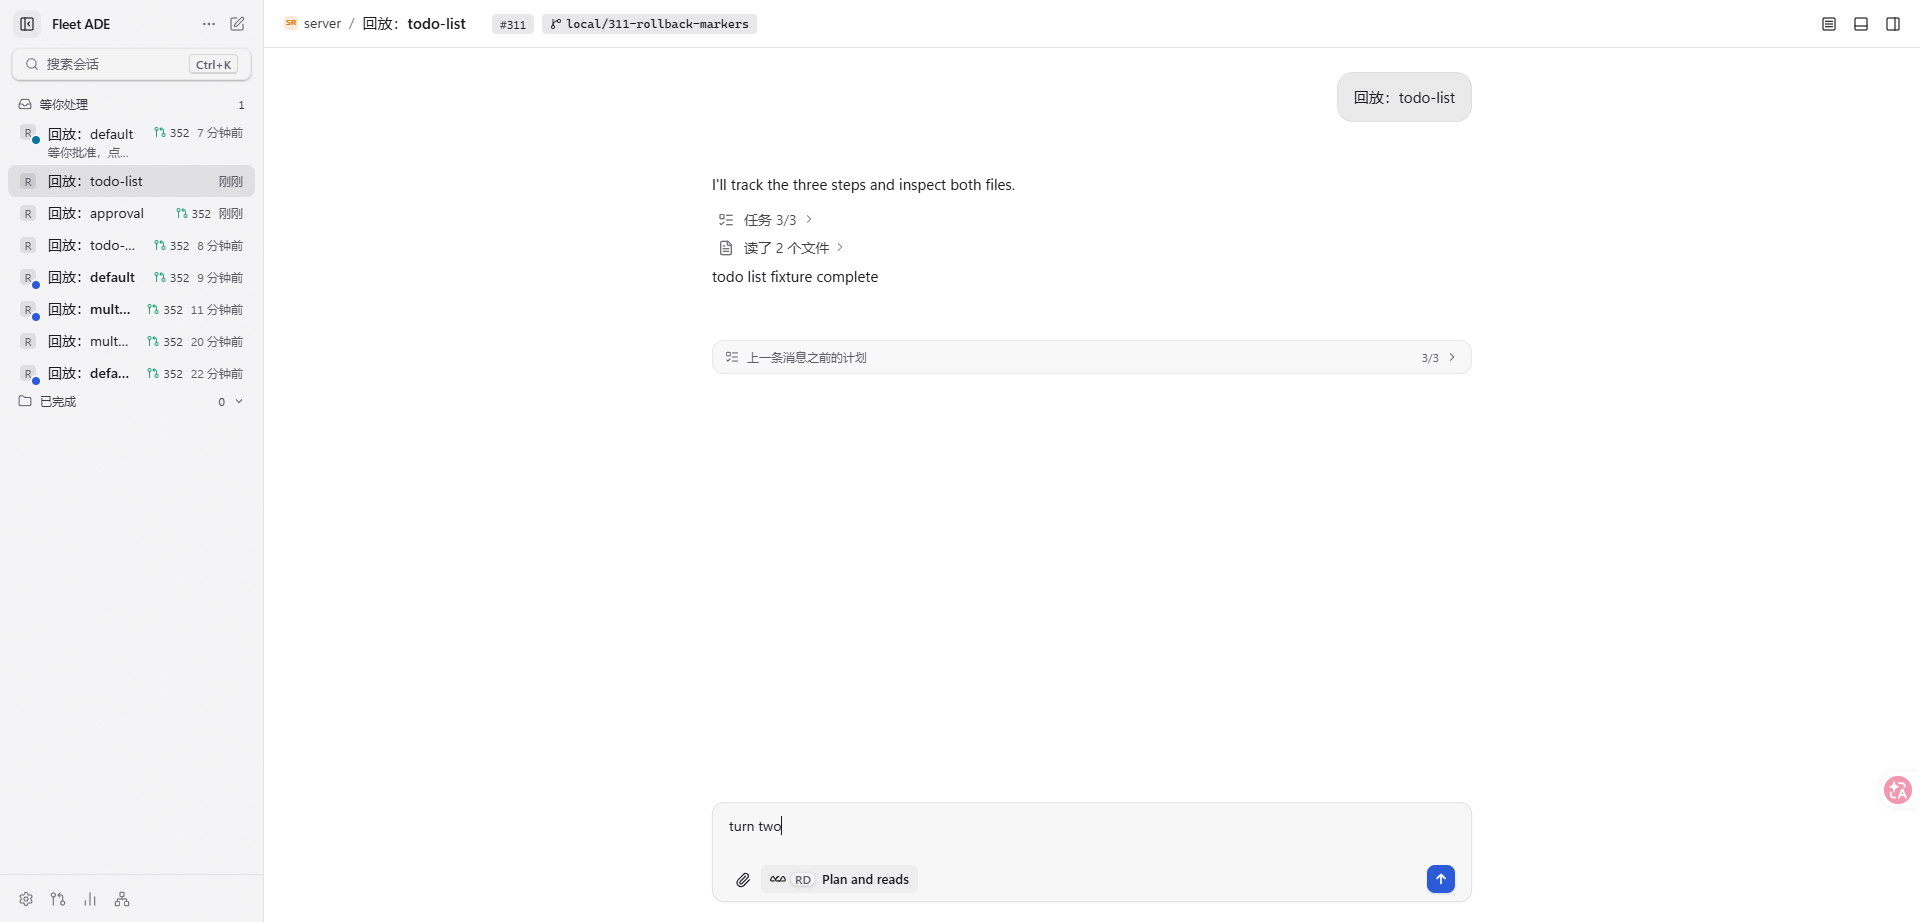 Fleet ADE
搜索会话 Ctrl+K
等你处理 1
R 回放：default 352 7 分钟前
等你批准，点...
R 回放：todo-list 刚刚
R 回放：approval 352 刚刚
R 回放：todo-... 352 8 分钟前
R 回放：default 352 9 分钟前
R 回放：mult... 352 11 分钟前
R 回放：mult... 352 20 分钟前
R 回放：defa... 352 22 分钟前
已完成 0
SR server / 回放：todo-list #311 local/311-rollback-markers
回放：todo-list
I'll track the three steps and inspect both files.
任务 3/3
读了 2 个文件
todo list fixture complete
上一条消息之前的计划 3/3
turn two
RD Plan and reads